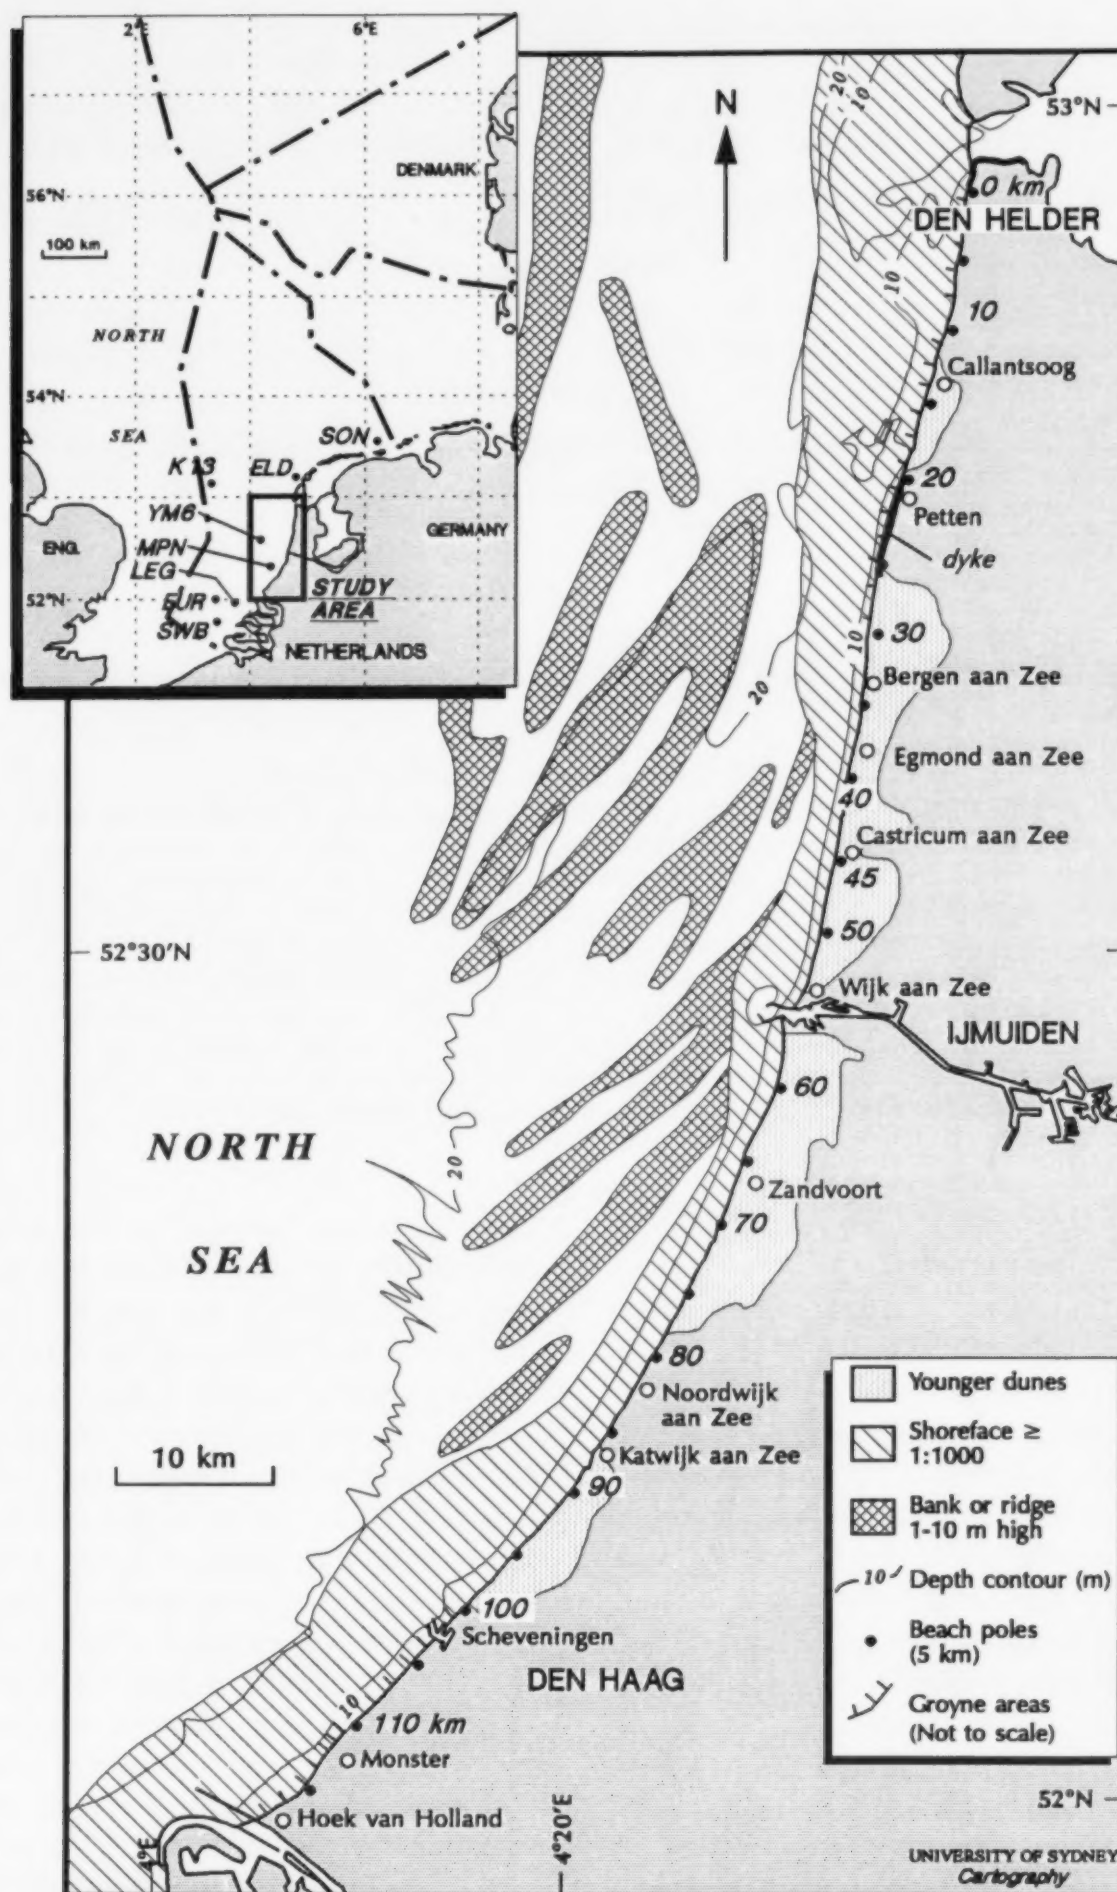 2°E
6°E
DENMARK
56°N
100 km
NORTH
SEA
54°N
SON
K 13
ELD
YM6
MPN
LEG
EUR
SWB
ENG.
GERMANY
52°N
STUDY
AREA
NETHERLANDS
N
20
10
53°N
0 km
DEN HELDER
10
10
Callantsoog
20
Petten
dyke
10
30
Bergen aan Zee
20
Egmond aan Zee
40
Castricum aan Zee
45
52°30'N
50
Wijk aan Zee
IJMUIDEN
60
NORTH
SEA
20
Zandvoort
70
80
Noordwijk
aan Zee
Katwijk aan Zee
10 km
90
100
Scheveningen
DEN HAAG
10
110 km
Monster
Hoek van Holland
4°E
4°20'E
52°N
Younger dunes
Shoreface ≥
1:1000
Bank or ridge
1-10 m high
10 Depth contour (m)
Beach poles
(5 km)
Groyne areas
(Not to scale)
UNIVERSITY OF SYDNEY
Cartography